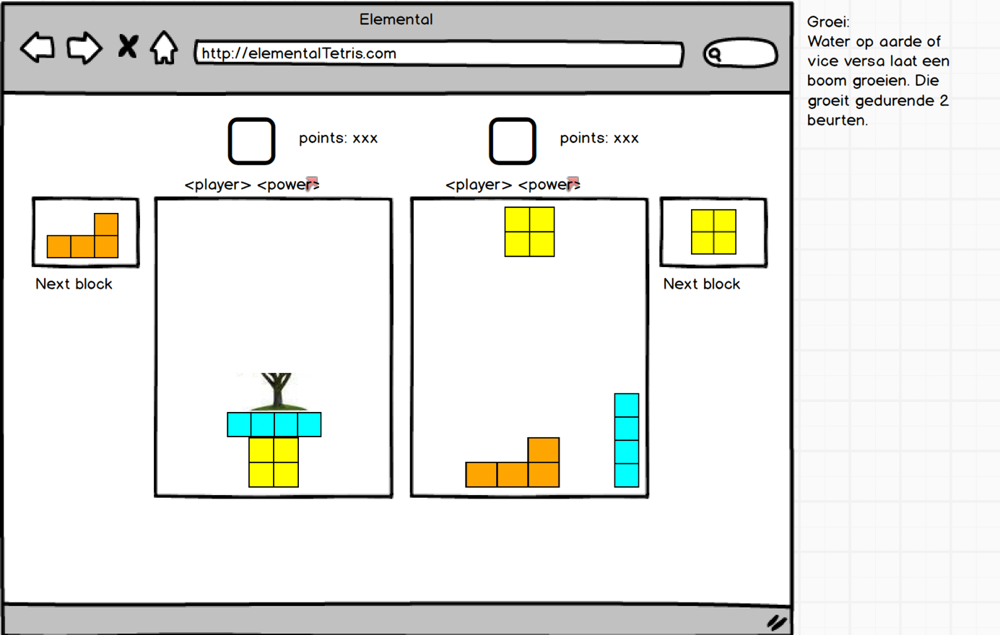 Elemental
http://elementalTetris.com
points: xxx
points: xxx
<player> <power>
<player> <power>
Next block
Next block
Groei:
Water op aarde of
vice versa laat een
boom groeien. Die
groeit gedurende 2
beurten.